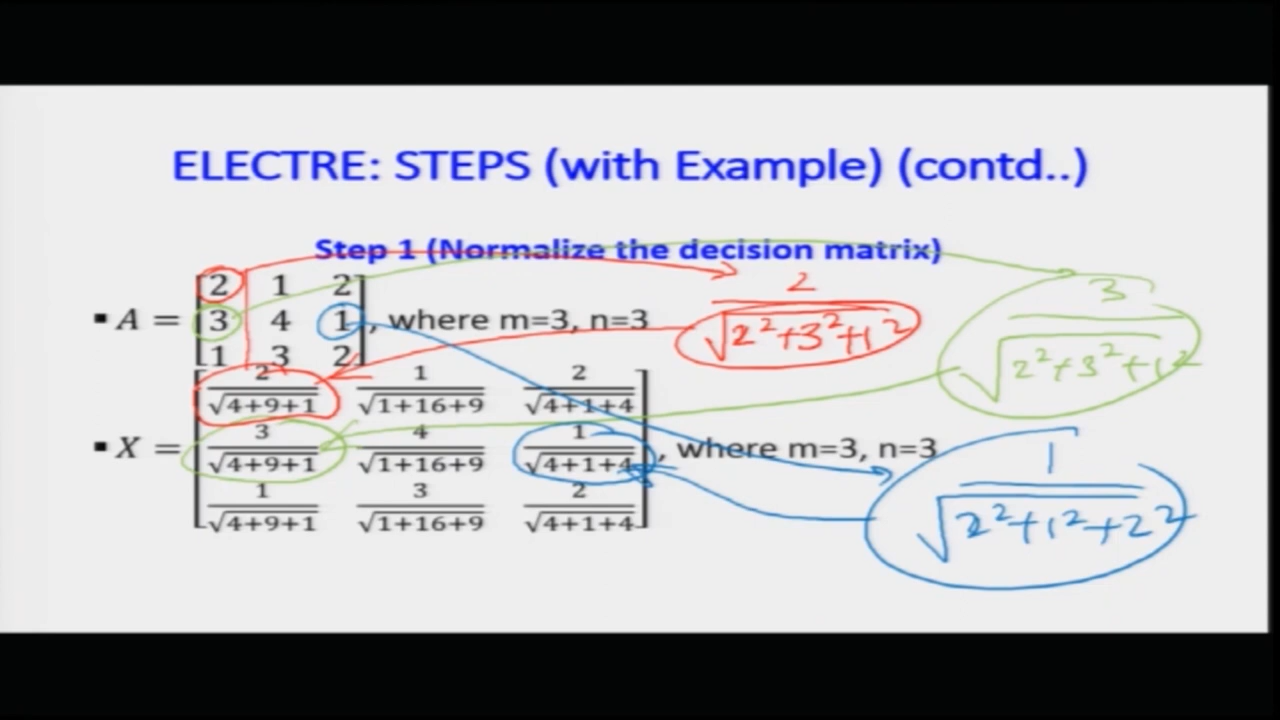 ELECTRE: STEPS (with Example) (contd..)
Step 1 (Normalize the decision matrix)
▪ A = [2 1 2; 3 4 1; 1 3 2], where m=3, n=3
2/√(2²+3²+1²)
3/√(2²+3²+1²)
▪ X = [2/√(4+9+1) 1/√(1+16+9) 2/√(4+1+4); 3/√(4+9+1) 4/√(1+16+9) 1/√(4+1+4); 1/√(4+9+1) 3/√(1+16+9) 2/√(4+1+4)], where m=3, n=3
1/√(2²+1²+2²)